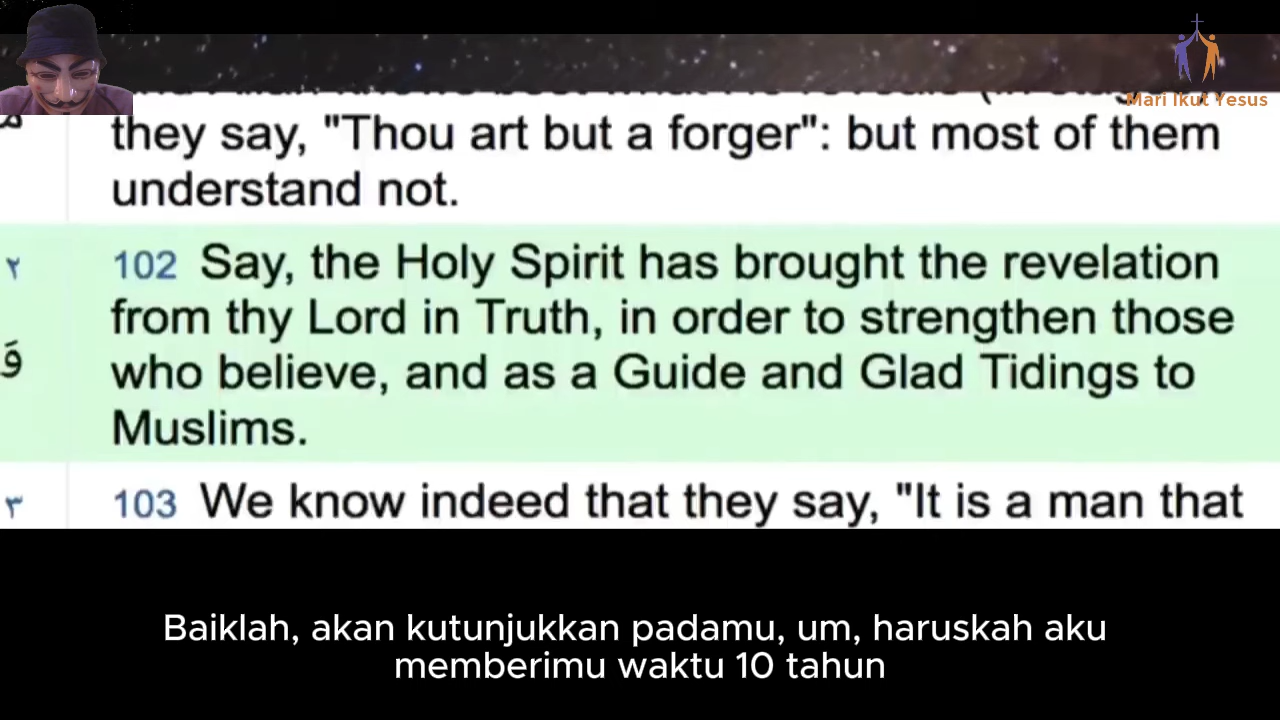 Mari Ikut Yesus
they say, "Thou art but a forger": but most of them
understand not.
٢ 102 Say, the Holy Spirit has brought the revelation
from thy Lord in Truth, in order to strengthen those
who believe, and as a Guide and Glad Tidings to
Muslims.
٣ 103 We know indeed that they say, "It is a man that
Baiklah, akan kutunjukkan padamu, um, haruskah aku
memberimu waktu 10 tahun